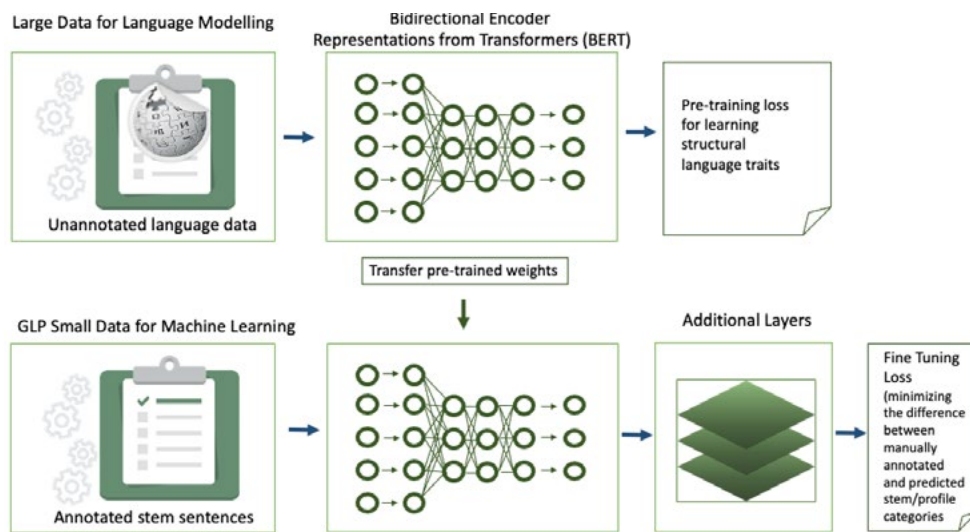 Large Data for Language Modelling
Bidirectional Encoder
Representations from Transformers (BERT)
Unannotated language data
Pre-training loss
for learning
structural
language traits
Transfer pre-trained weights
GLP Small Data for Machine Learning
Additional Layers
Annotated stem sentences
Fine Tuning
Loss
(minimizing
the difference
between
manually
annotated
and predicted
stem/profile
categories